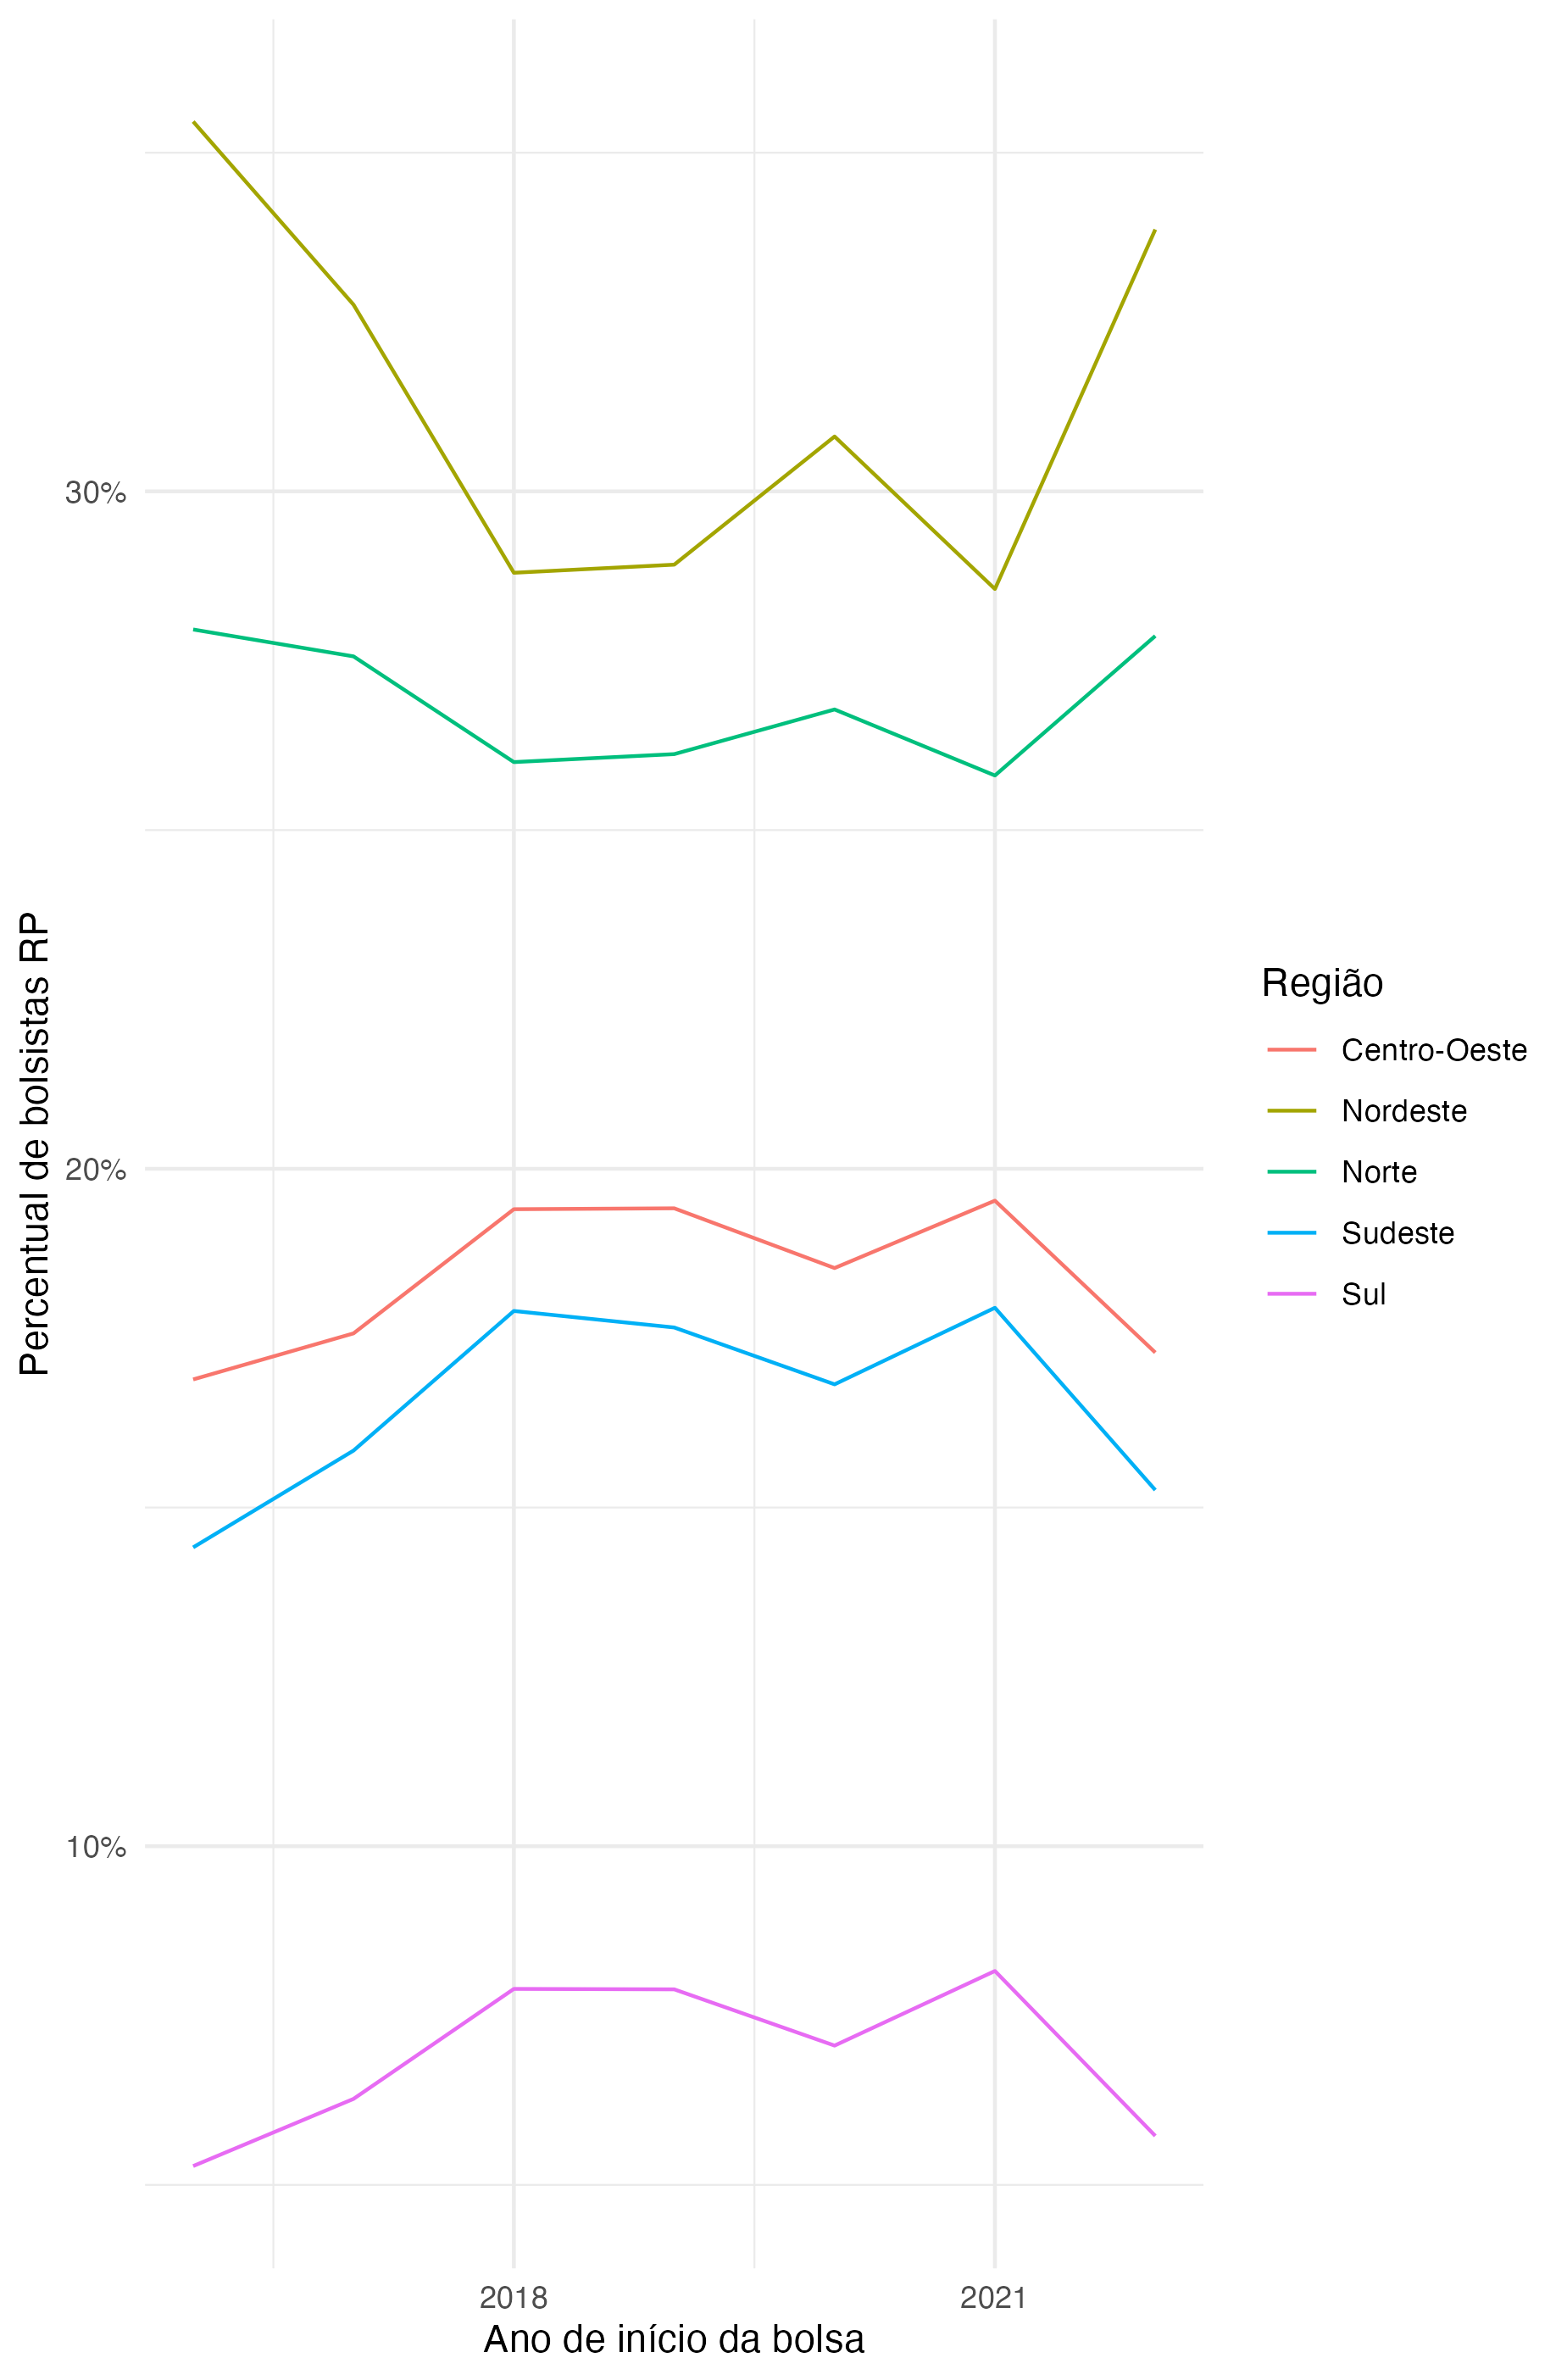 30%
20%
10%
Percentual de bolsistas RP
2018
2021
Ano de início da bolsa
Região
Centro-Oeste
Nordeste
Norte
Sudeste
Sul